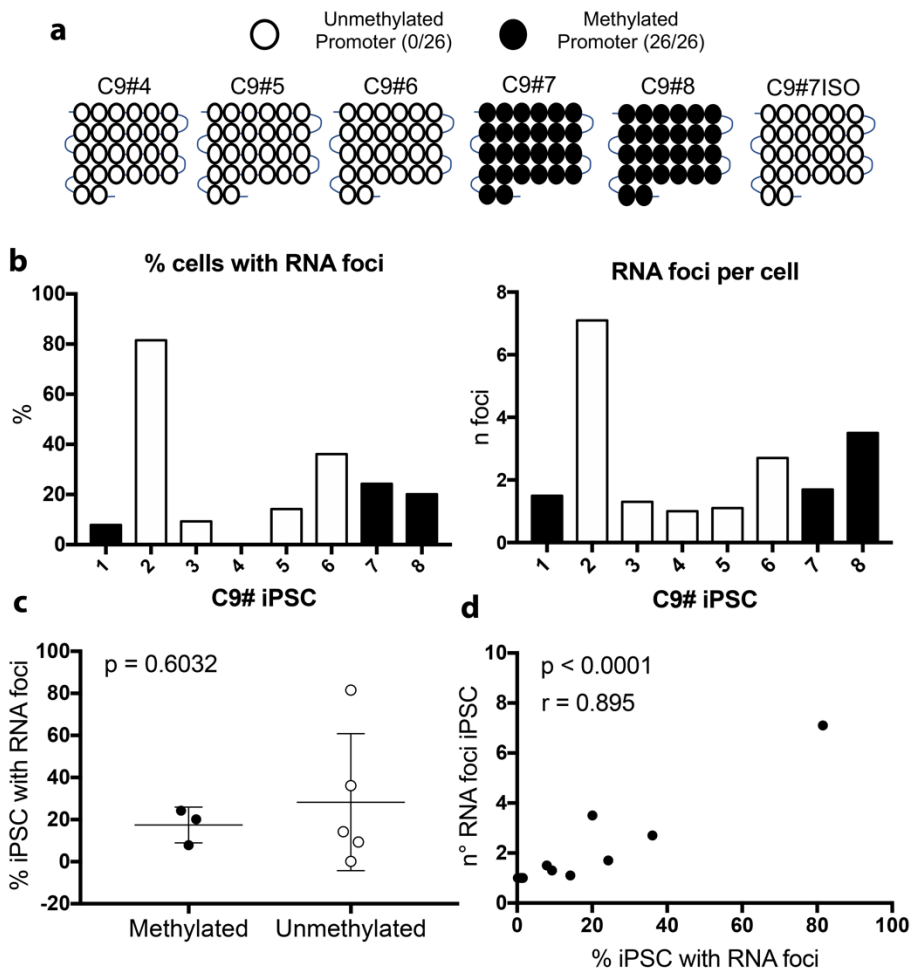 a
Unmethylated
Promoter (0/26)
Methylated
Promoter (26/26)
C9#4
C9#5
C9#6
C9#7
C9#8
C9#7ISO
b
% cells with RNA foci
100
80
60
40
20
0
%
1 2 3 4 5 6 7 8
C9# iPSC
RNA foci per cell
8
6
4
2
0
n foci
1 2 3 4 5 6 7 8
C9# iPSC
c
p = 0.6032
100
80
60
40
20
0
-20
% iPSC with RNA foci
Methylated
Unmethylated
d
p < 0.0001
r = 0.895
10
8
6
4
2
0
n° RNA foci iPSC
0 20 40 60 80 100
% iPSC with RNA foci